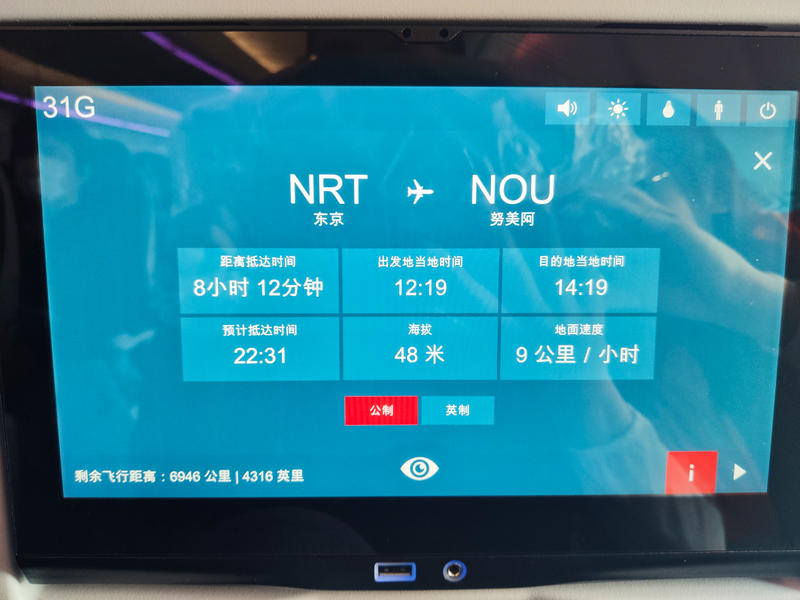 31G
NRT NOU
东京 努美阿
距离抵达时间 出发地当地时间 目的地当地时间
8小时 12分钟 12:19 14:19
预计抵达时间 海拔 地面速度
22:31 48 米 9 公里 / 小时
公制 英制
剩余飞行距离：6946 公里 | 4316 英里
i